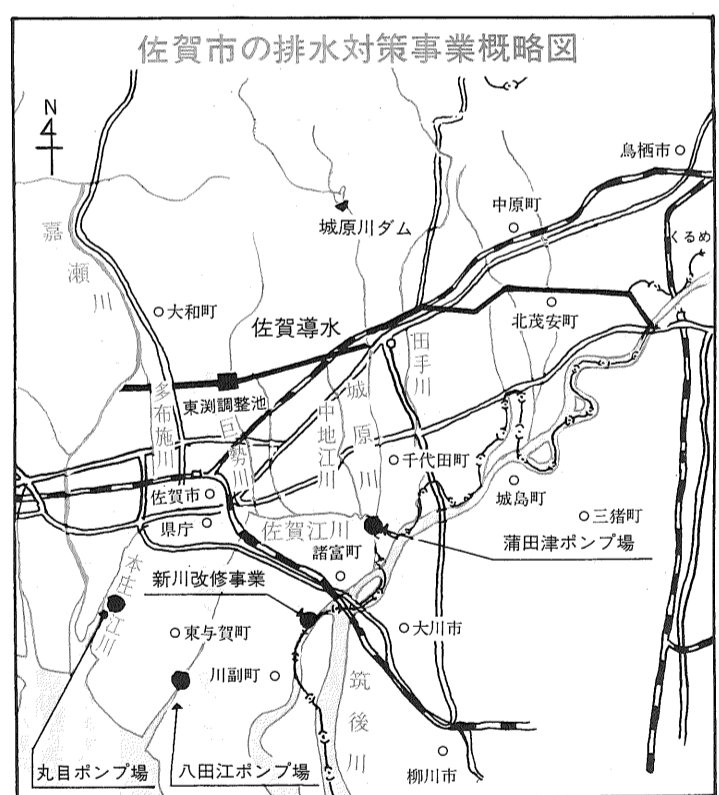 佐賀市の排水対策事業概略図
N
鳥栖市
中原町
城原川ダム
くるめ
嘉瀬川
大和町
佐賀導水
北茂安町
田手川
東渕調整池
多布施川
巨勢川
中地江川
城原川
千代田町
佐賀市
城島町
県庁
佐賀江川
三猪町
蒲田津ポンプ場
諸富町
新川改修事業
本庄江川
東与賀町
大川市
川副町
筑後川
丸目ポンプ場
八田江ポンプ場
柳川市